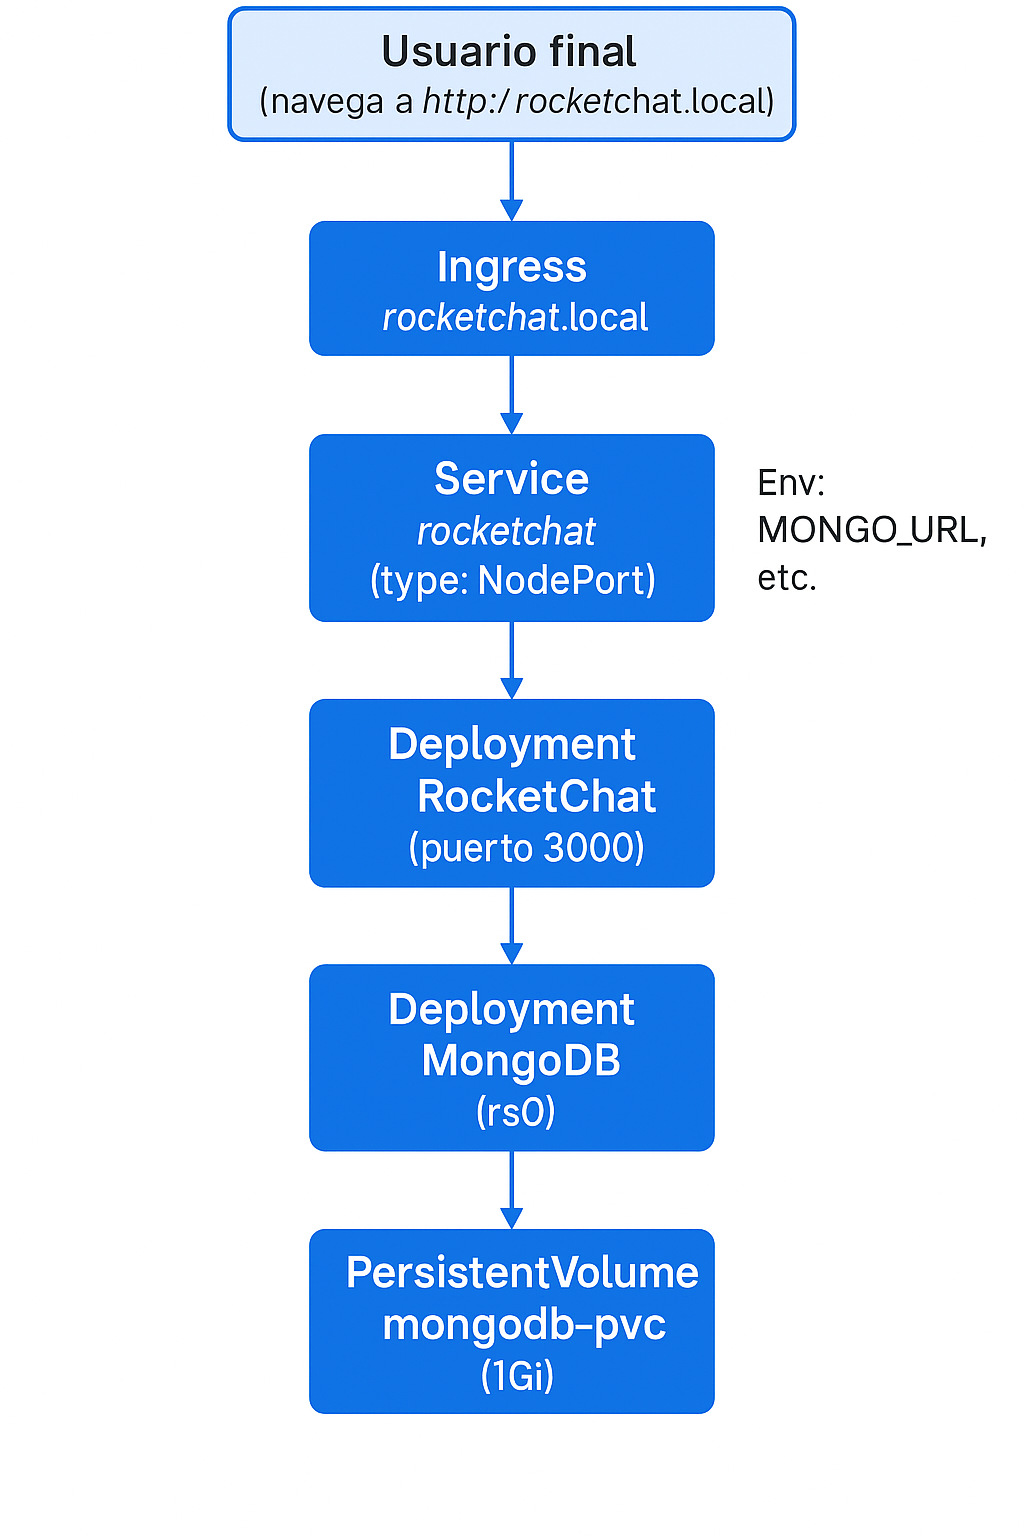 Usuario final
(navega a http:/ rocketchat.local)
Ingress
rocketchat.local
Service
rocketchat
(type: NodePort)
Env:
MONGO_URL,
etc.
Deployment
RocketChat
(puerto 3000)
Deployment
MongoDB
(rs0)
PersistentVolume
mongodb-pvc
(1Gi)